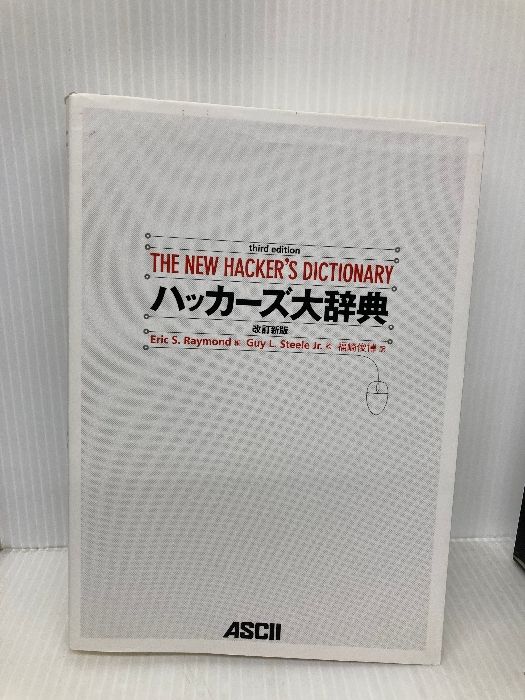 third edition
THE NEW HACKER'S DICTIONARY
ハッカーズ大辞典
改訂新版
Eric S. Raymond 編 Guy L. Steele Jr. 他 福崎俊博 訳
ASCII